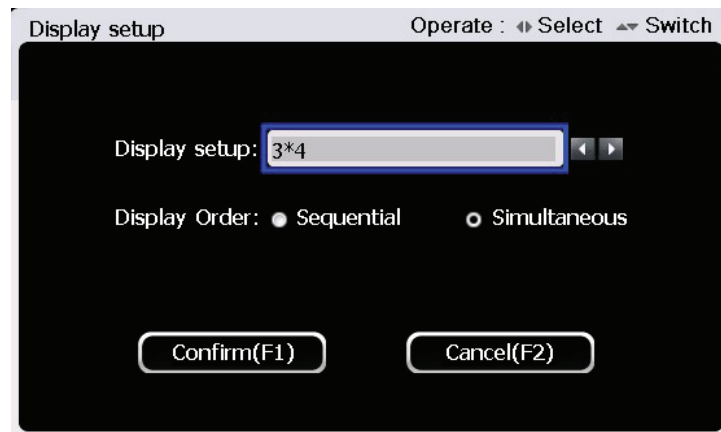 Display setup Operate : Select Switch
Display setup: 3*4
Display Order: Sequential Simultaneous
Confirm(F1) Cancel(F2)